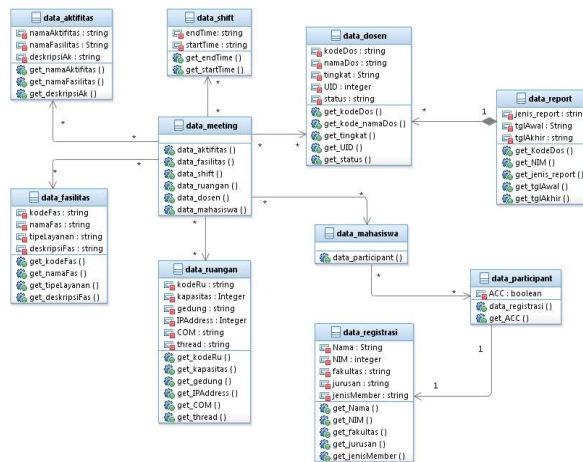 data_aktifitas
namaAktifitas : string
namaFasilitas : string
deskripsiAk : string
get_namaAktifitas ()
get_namaFasilitas ()
get_deskripsiAk ()
data_shift
endTime: string
startTime : string
get_endTime ()
get_startTime ()
data_dosen
kodeDos : string
namaDos : string
tingkat : String
UID : integer
status : string
get_kodeDos ()
get_kode_namaDos ()
get_tingkat ()
get_UID ()
get_status ()
data_report
jenis_report : string
tglAwal : String
tglAkhir : String
get_KodeDos ()
get_NIM ()
get_jenis_report ()
get_tglAwal ()
get_tglAkhir ()
data_meeting
data_aktifitas ()
data_fasilitas ()
data_shift ()
data_ruangan ()
data_dosen ()
data_mahasiswa ()
data_fasilitas
kodeFas : string
namaFas : string
tipeLayanan : string
deskripsiFas : string
get_kodeFas ()
get_namaFas ()
get_tipeLayanan ()
get_deskripsiFas ()
data_ruangan
kodeRu : string
kapasitas : Integer
gedung : string
IPAddress : Integer
COM : string
thread : string
get_kodeRu ()
get_kapasitas ()
get_gedung ()
get_IPAddress ()
get_COM ()
get_thread ()
data_mahasiswa
data_participant ()
data_participant
ACC : boolean
data_registrasi ()
get_ACC ()
data_registrasi
Nama : String
NIM : integer
fakultas : string
jurusan : string
jenisMember : string
get_Nama ()
get_NIM ()
get_fakultas ()
get_jurusan ()
get_jenisMember ()
* * * * * * * * * * * * * * *
1
1
1